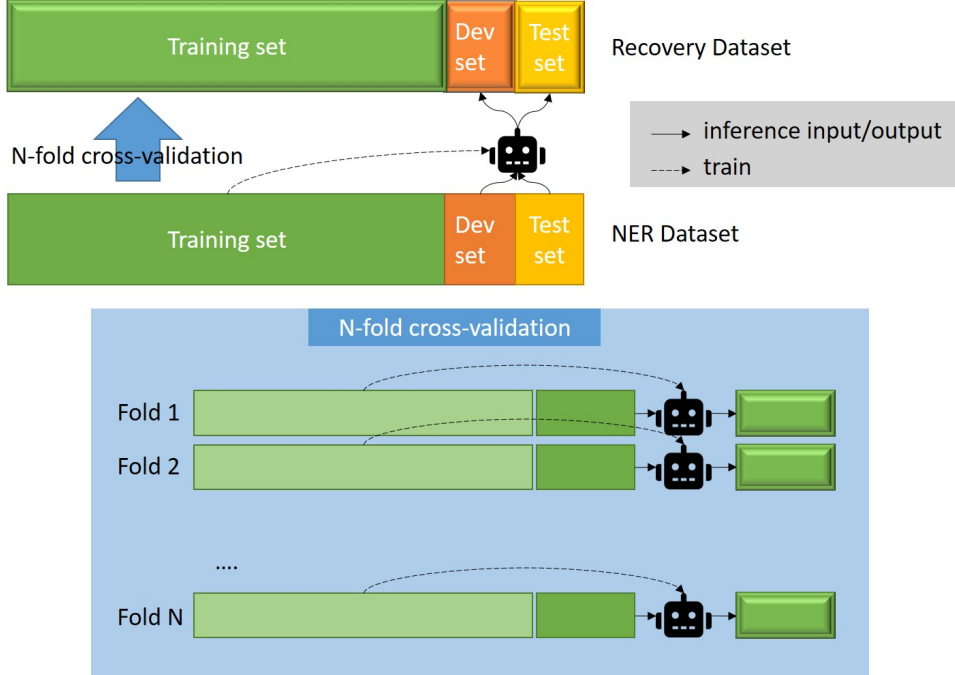 Training set
Dev
set
Test
set
Recovery Dataset
inference input/output
train
N-fold cross-validation
Training set
Dev
set
Test
set
NER Dataset
N-fold cross-validation
Fold 1
Fold 2
....
Fold N